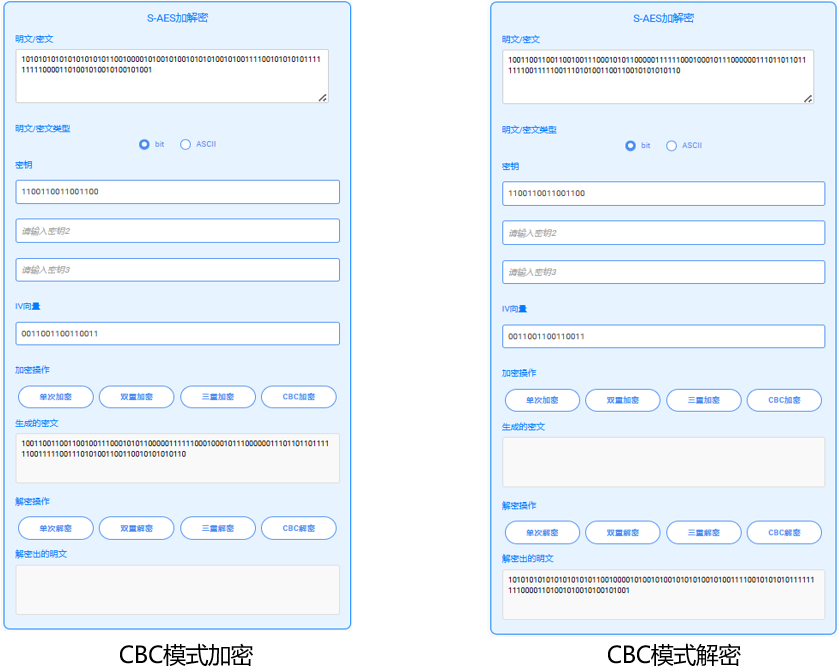 S-AES加解密
明文/密文
明文/密文类型
bit
ASCII
密钥
1100110011001100
请输入密钥2
请输入密钥3
IV向量
0011001100110011
加密操作
单次加密 双重加密 三重加密 CBC加密
生成的密文
解密操作
单次解密 双重解密 三重解密 CBC解密
解密出的明文
CBC模式加密
S-AES加解密
明文/密文
明文/密文类型
bit
ASCII
密钥
1100110011001100
请输入密钥2
请输入密钥3
IV向量
0011001100110011
加密操作
单次加密 双重加密 三重加密 CBC加密
生成的密文
解密操作
单次解密 双重解密 三重解密 CBC解密
解密出的明文
CBC模式解密